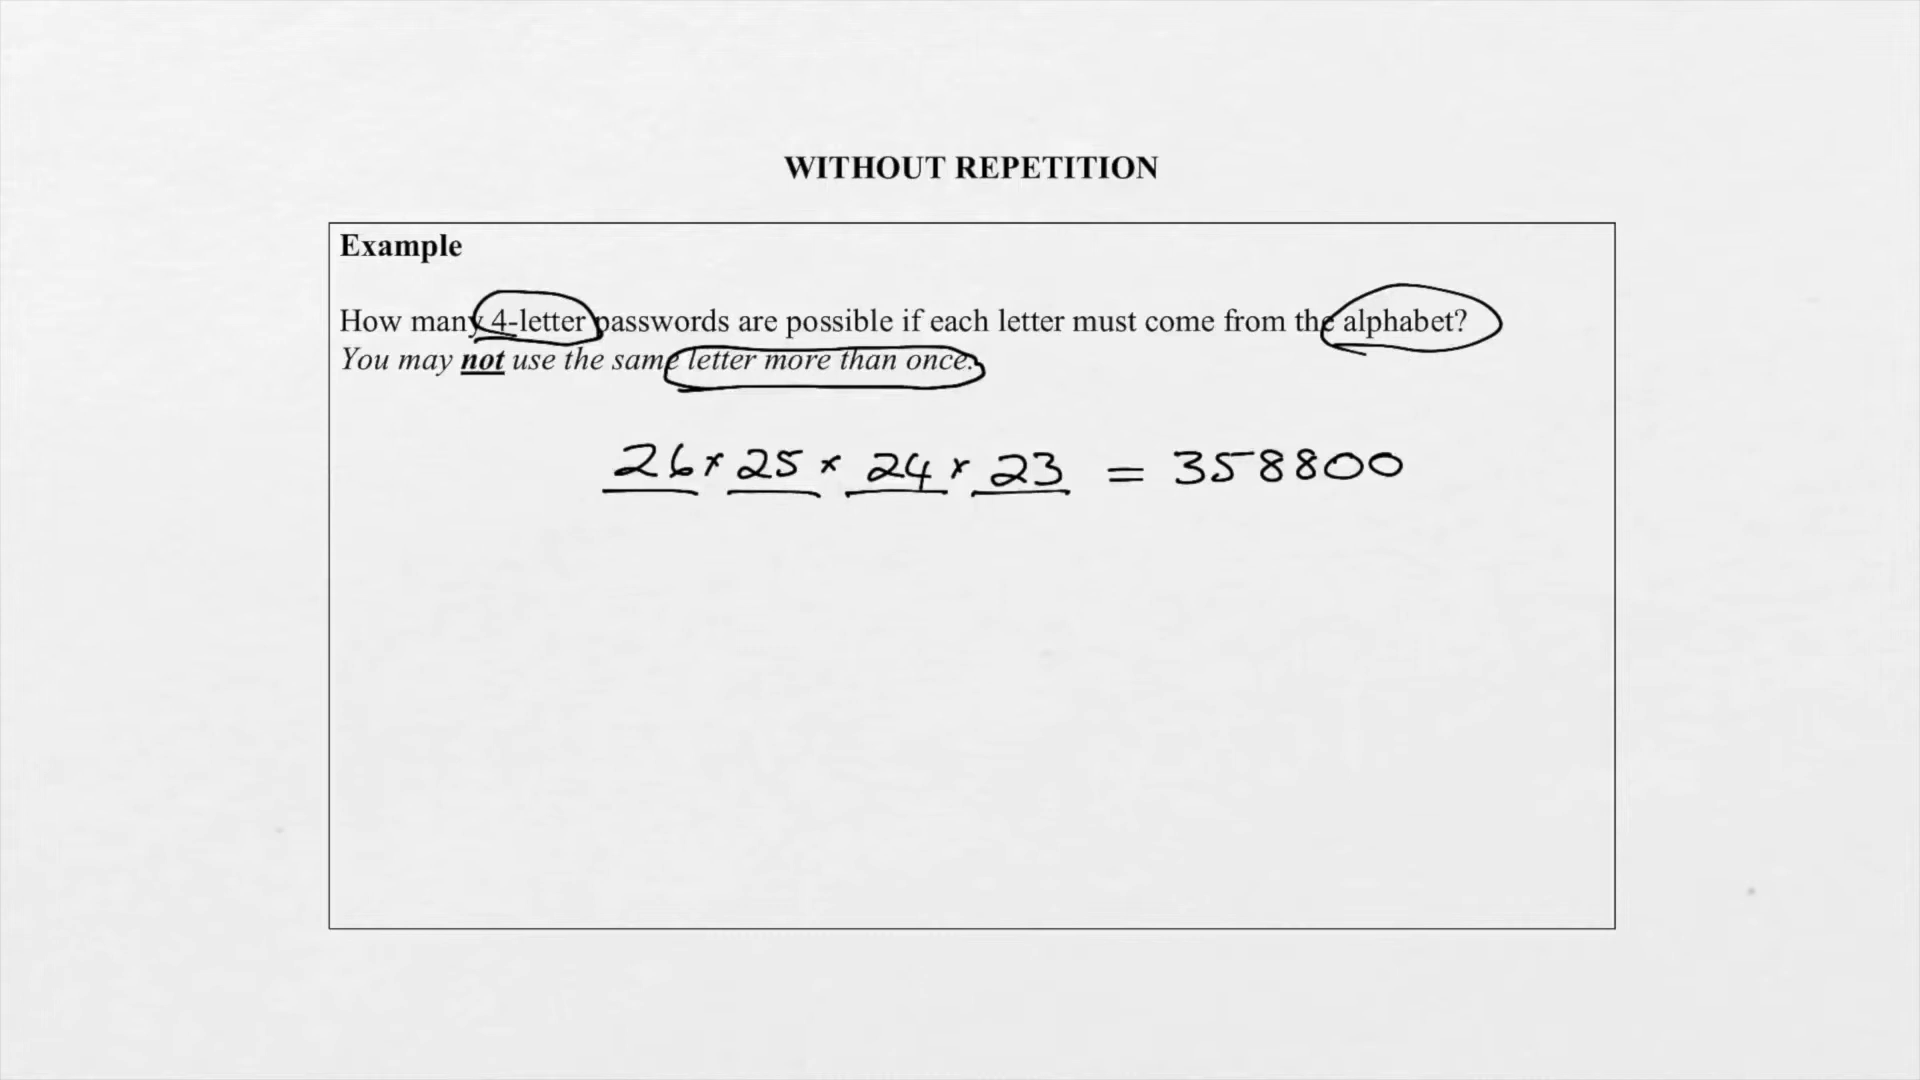 WITHOUT REPETITION
Example
How many 4-letter passwords are possible if each letter must come from the alphabet?
You may not use the same letter more than once.
26 × 25 × 24 × 23 = 358800